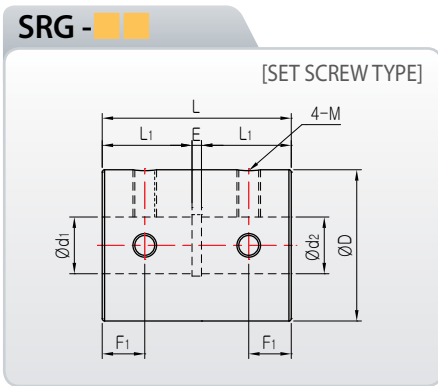 SRG -
[SET SCREW TYPE]
L
4-M
L1 E L1
Ød1
Ød2
ØD
F1
F1